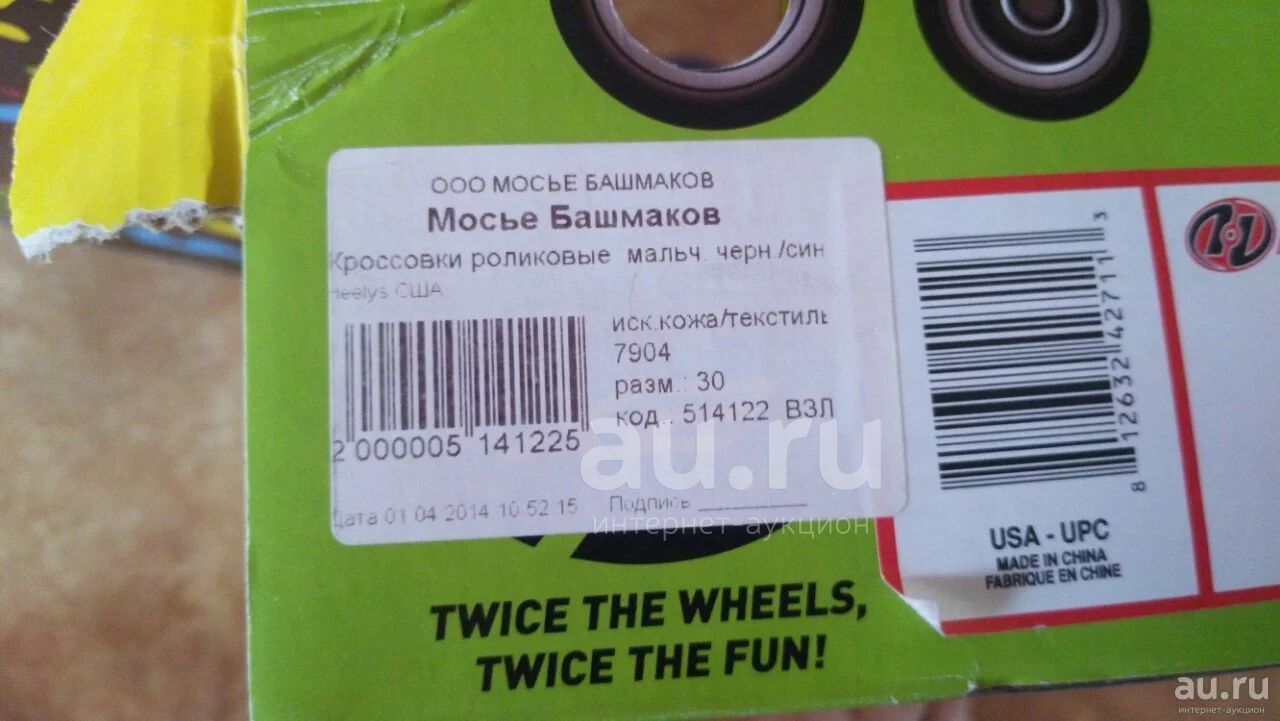 ООО МОСЬЕ БАШМАКОВ
Мосье Башмаков
Кроссовки роликовые мальч. черн./син
Heelys США
иск.кожа/текстиль
7904
разм.: 30
код.: 514122 ВЗЛ
2 000005 141225
Дата 01.04.2014 10:52:15 Подпись
8 12632 42711 3
USA - UPC
MADE IN CHINA
FABRIQUE EN CHINE
TWICE THE WHEELS,
TWICE THE FUN!
au.ru
интернет-аукцион
au.ru
интернет-аукцион